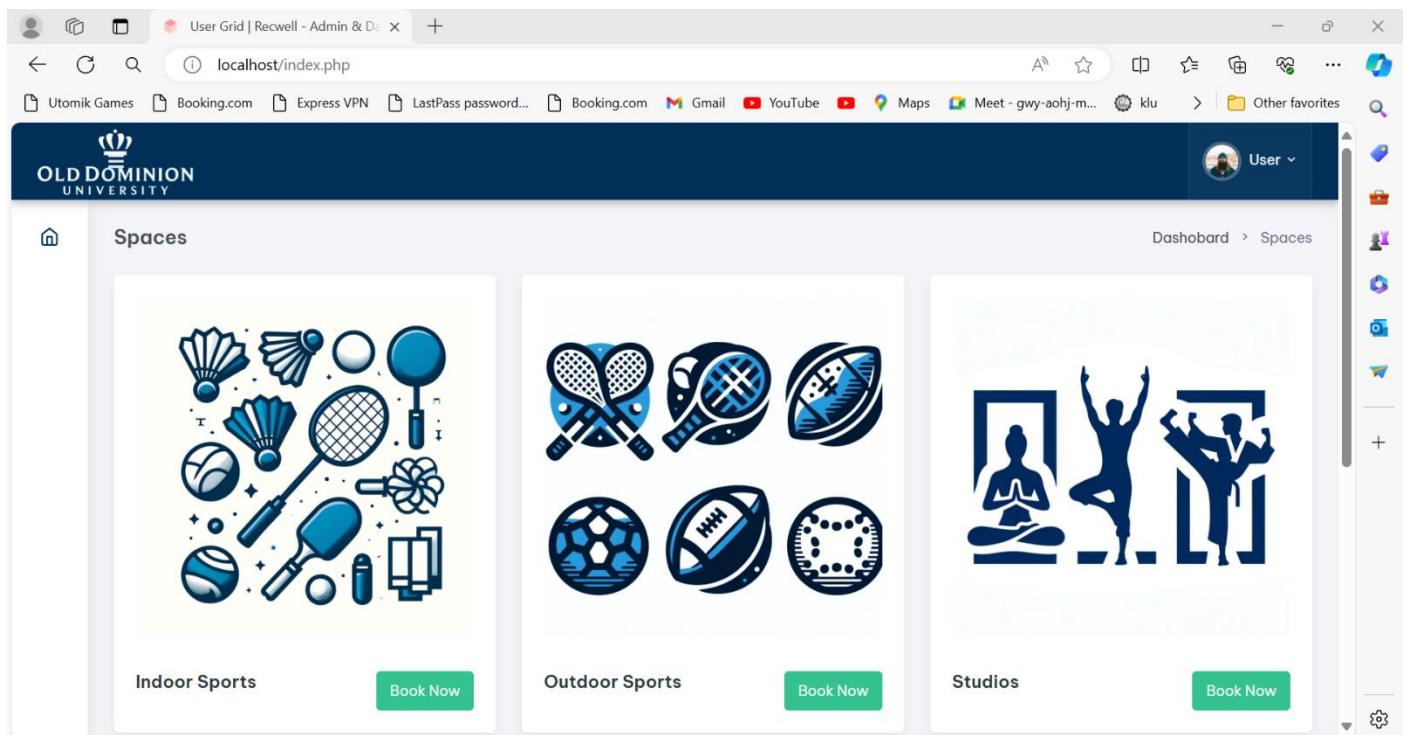 User Grid | Recwell - Admin & Da
localhost/index.php
Utomik Games Booking.com Express VPN LastPass password... Booking.com Gmail YouTube Maps Meet - gwy-aohj-m... klu Other favorites
OLD DOMINION
UNIVERSITY
User
Spaces
Dashobard > Spaces
Indoor Sports
Book Now
Outdoor Sports
Book Now
Studios
Book Now